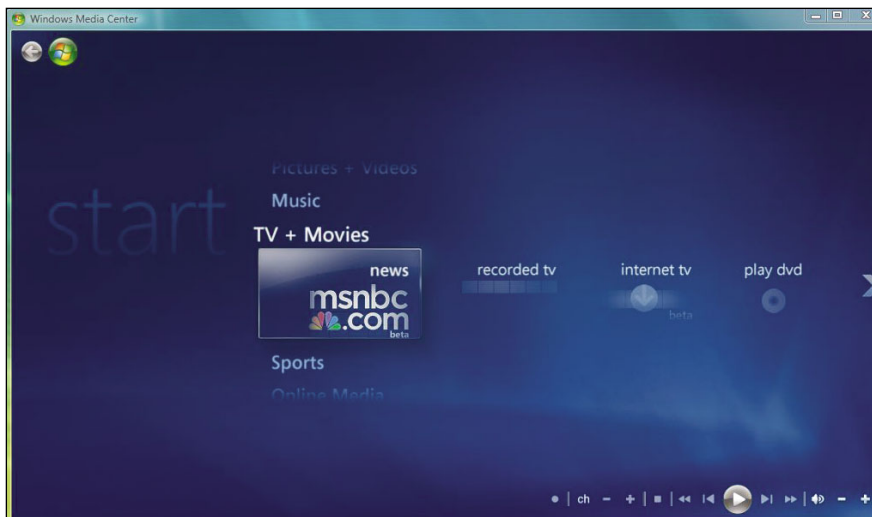 Windows Media Center
start
Pictures + Videos
Music
TV + Movies
news
msnbc
.com
beta
recorded tv
internet tv
beta
play dvd
Sports
Online Media
ch